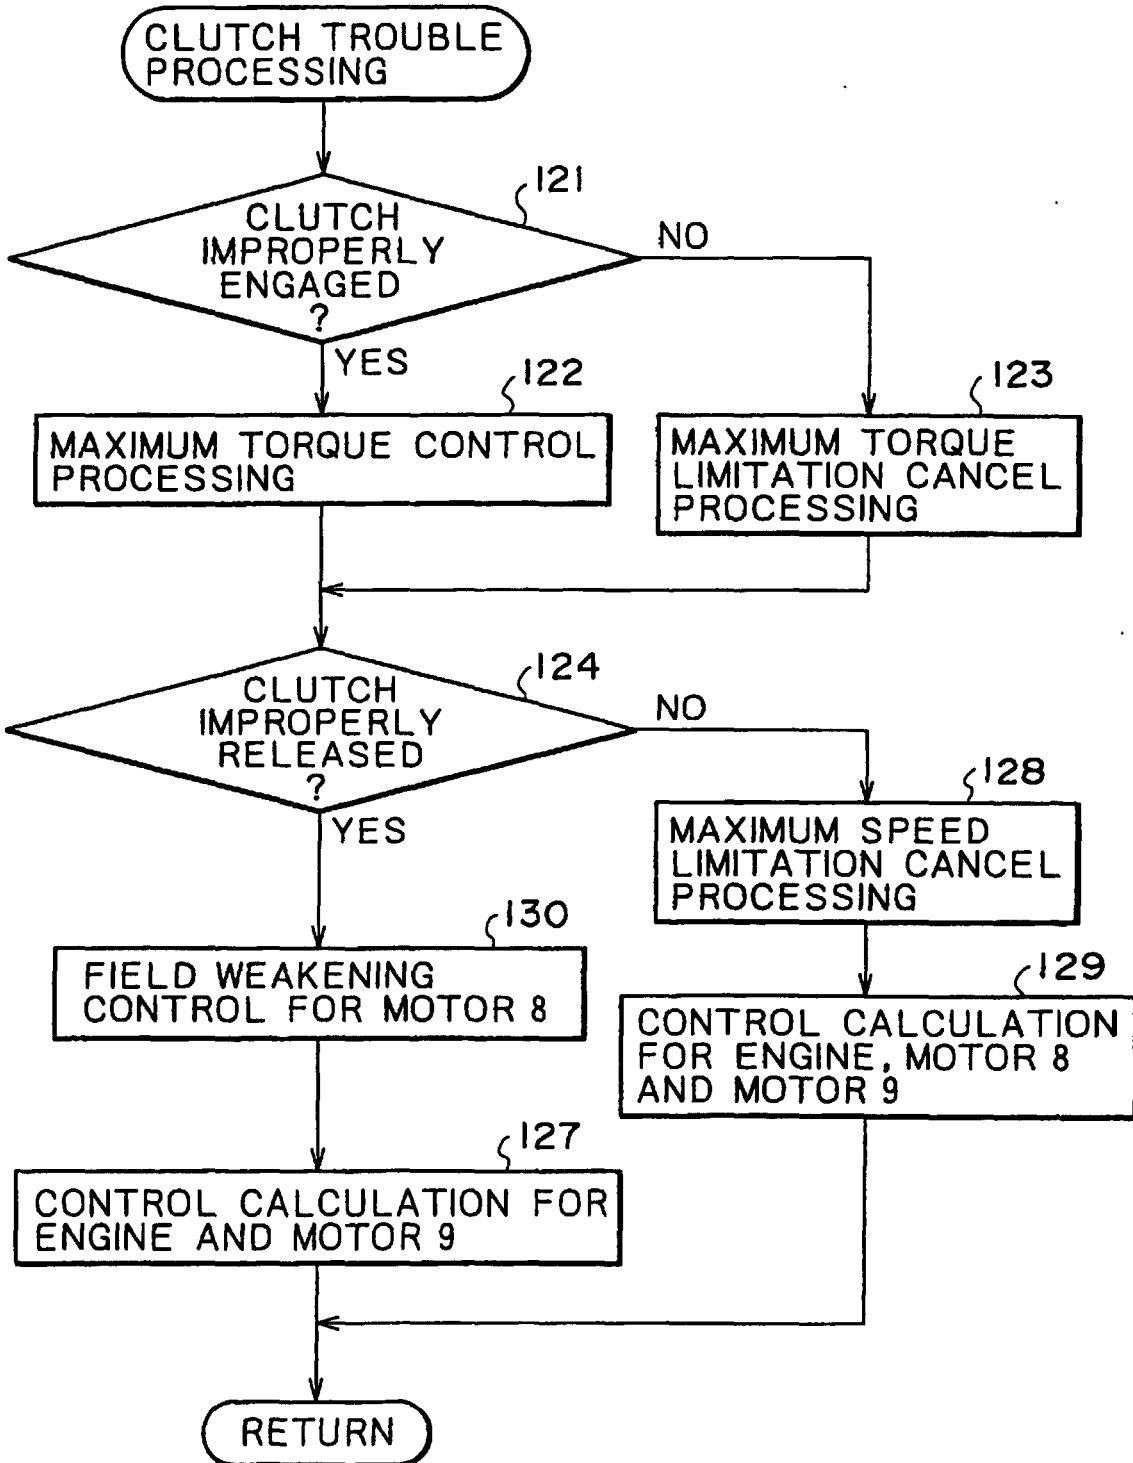 CLUTCH TROUBLE
PROCESSING
121
CLUTCH
IMPROPERLY
ENGAGED
?
NO
YES
122
MAXIMUM TORQUE CONTROL
PROCESSING
123
MAXIMUM TORQUE
LIMITATION CANCEL
PROCESSING
124
CLUTCH
IMPROPERLY
RELEASED
?
NO
YES
128
MAXIMUM SPEED
LIMITATION CANCEL
PROCESSING
130
FIELD WEAKENING
CONTROL FOR MOTOR 8
129
CONTROL CALCULATION
FOR ENGINE, MOTOR 8
AND MOTOR 9
127
CONTROL CALCULATION FOR
ENGINE AND MOTOR 9
RETURN